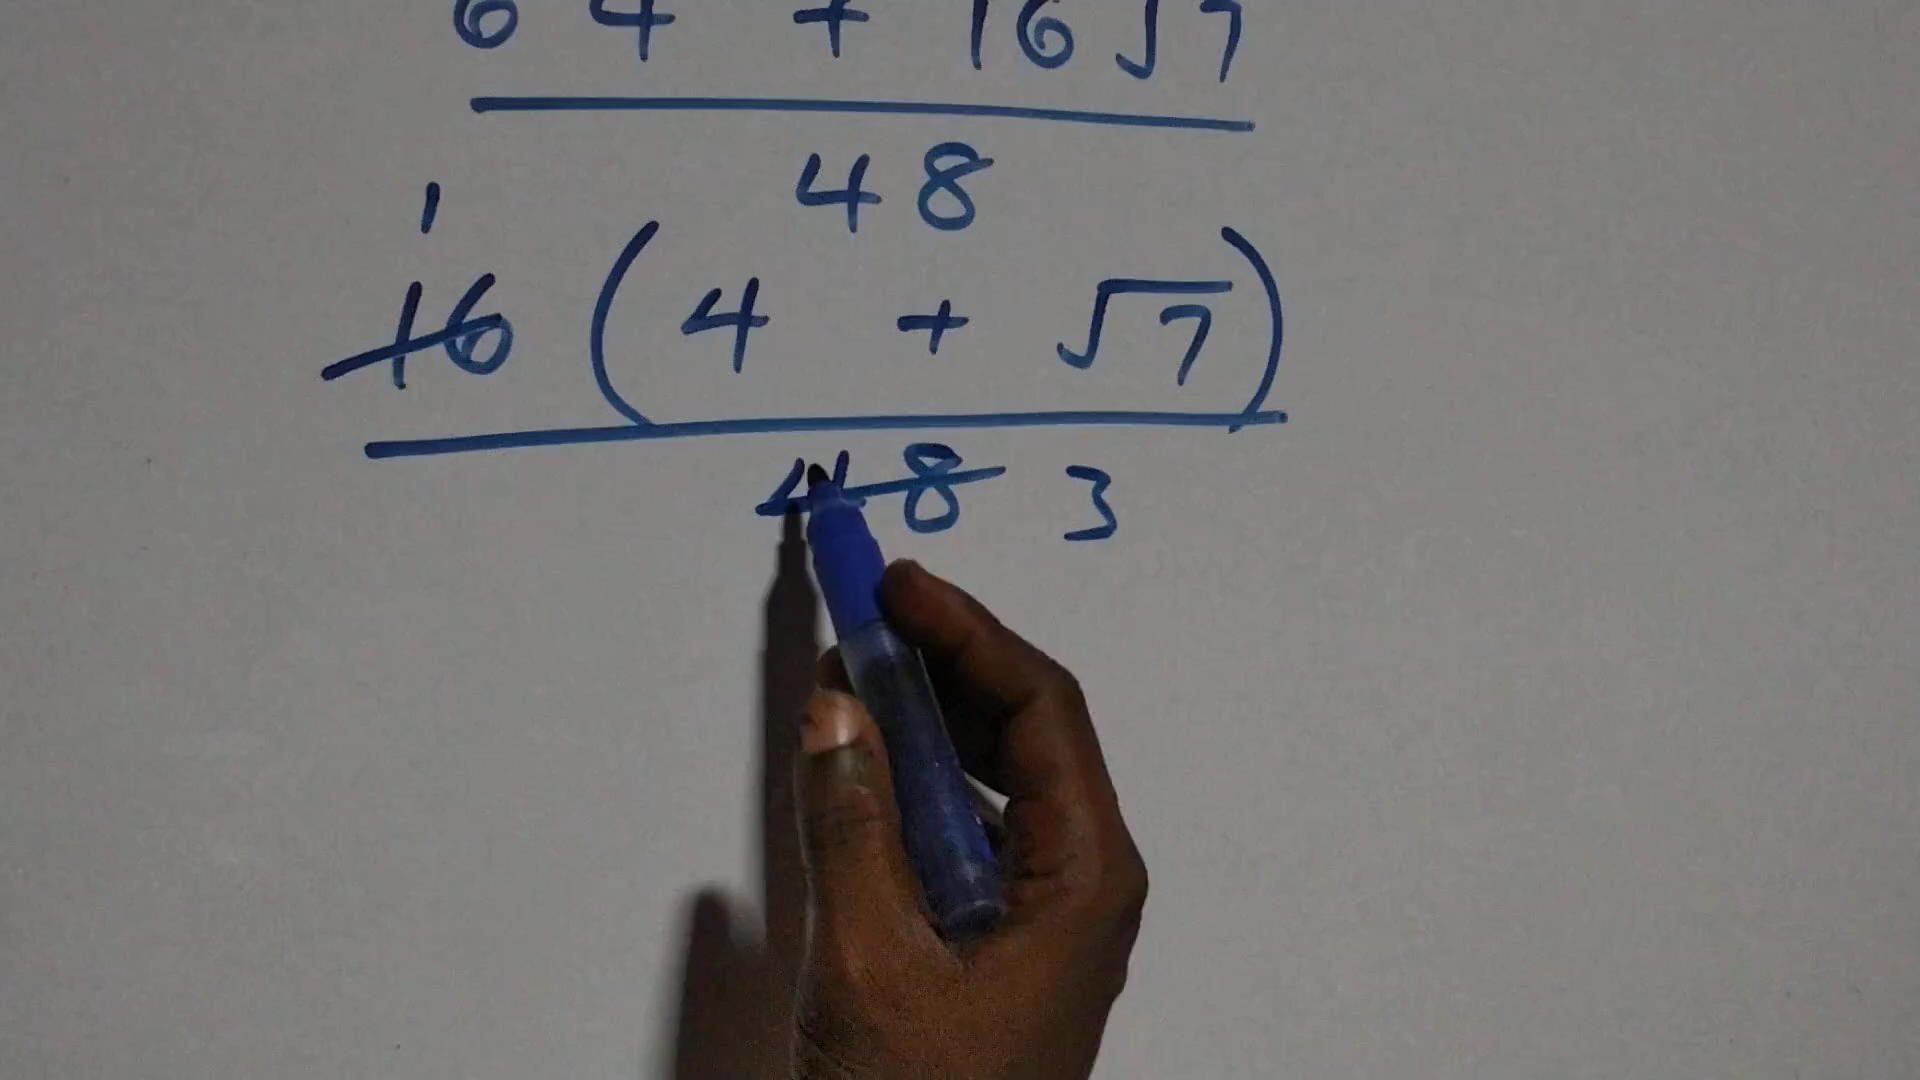 64 + 16√7
48
1
16 (4 + √7)
48 3